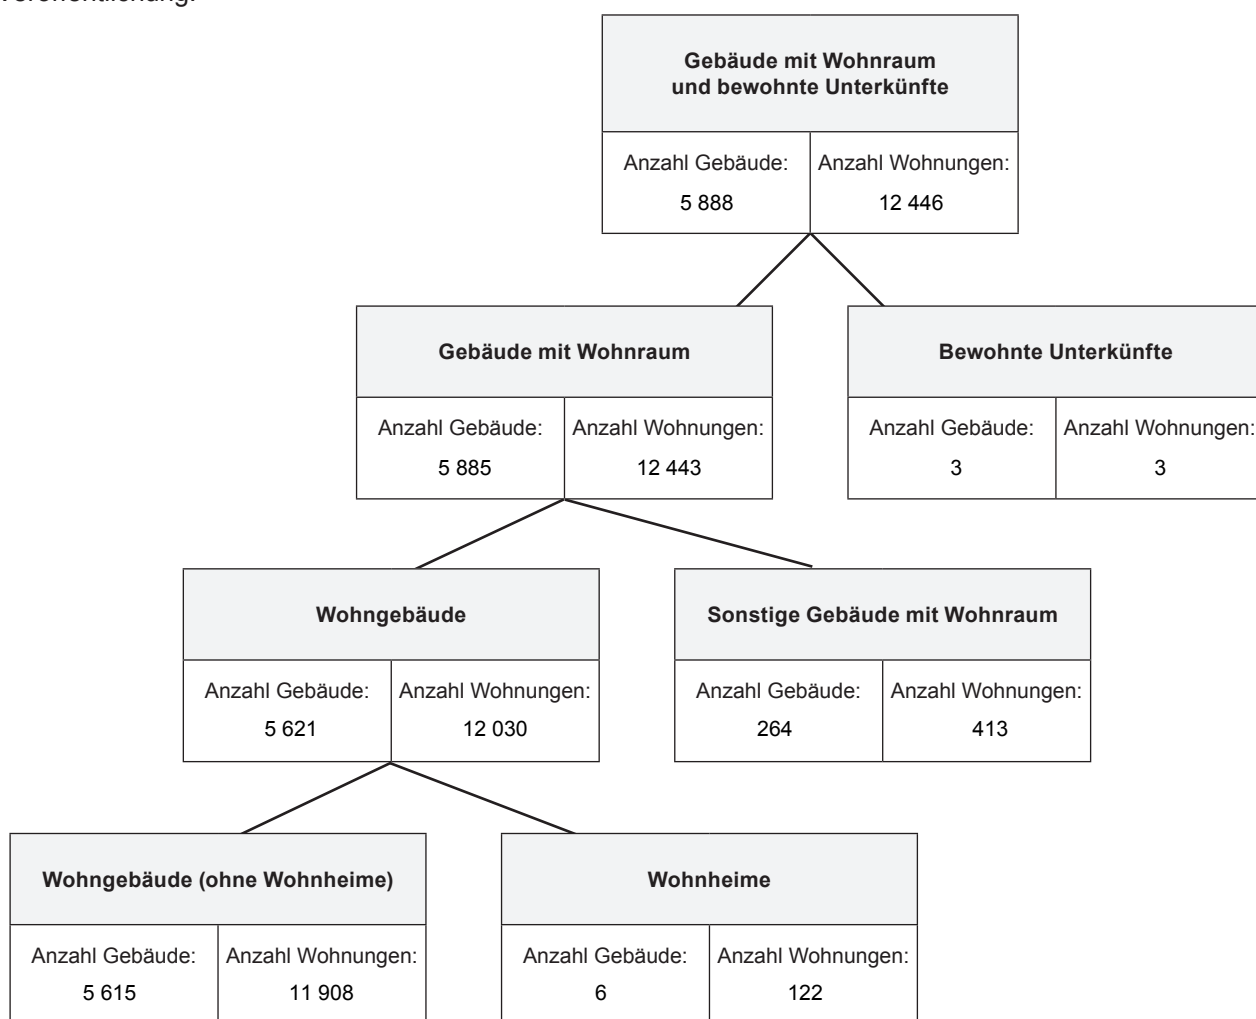 Veröffentlichung.
Gebäude mit Wohnraum
und bewohnte Unterkünfte
Anzahl Gebäude: Anzahl Wohnungen:
5 888 12 446
Gebäude mit Wohnraum Bewohnte Unterkünfte
Anzahl Gebäude: Anzahl Wohnungen: Anzahl Gebäude: Anzahl Wohnungen:
5 885 12 443 3 3
Wohngebäude Sonstige Gebäude mit Wohnraum
Anzahl Gebäude: Anzahl Wohnungen: Anzahl Gebäude: Anzahl Wohnungen:
5 621 12 030 264 413
Wohngebäude (ohne Wohnheime) Wohnheime
Anzahl Gebäude: Anzahl Wohnungen: Anzahl Gebäude: Anzahl Wohnungen:
5 615 11 908 6 122